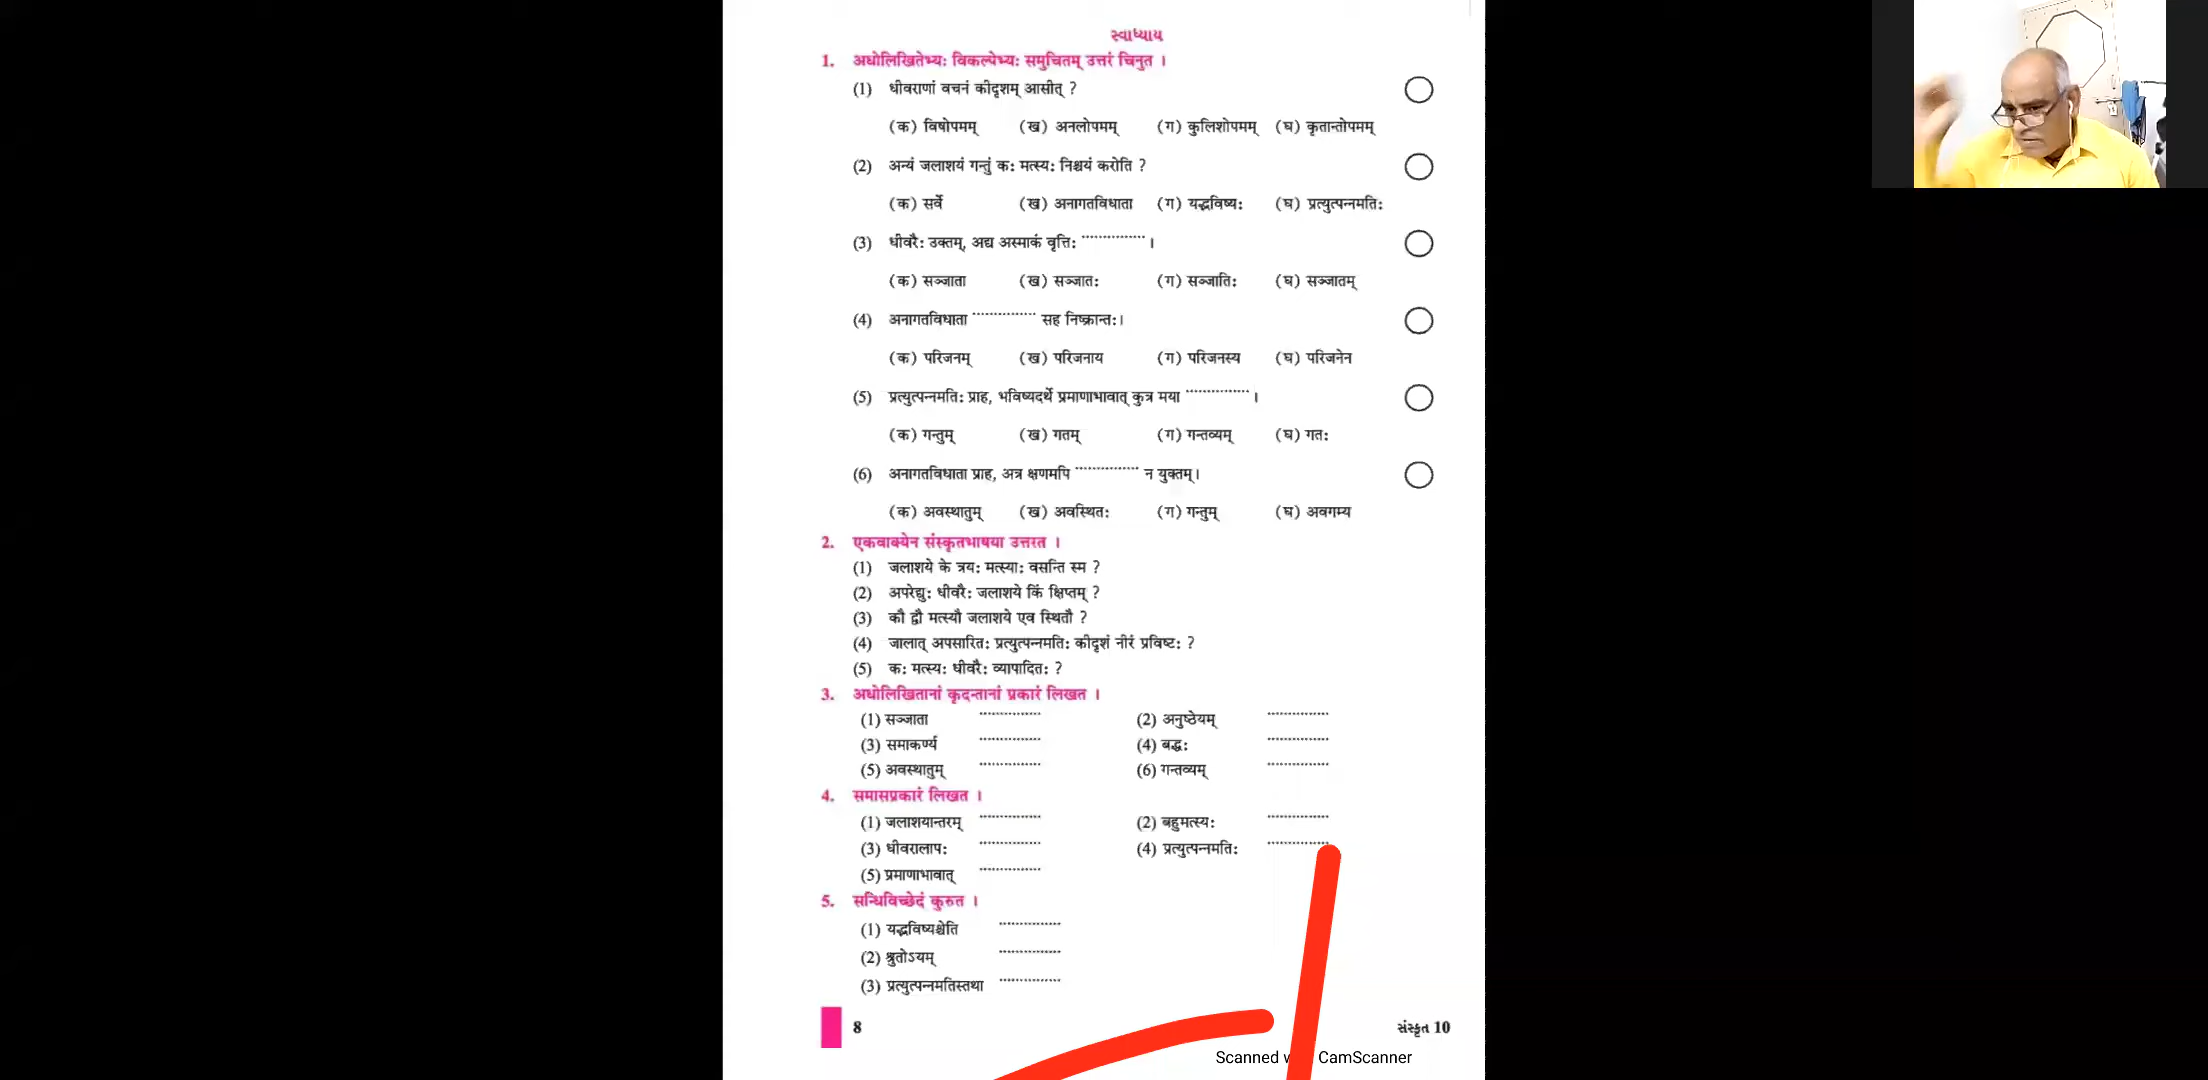 સ્વાધ્યાય
1. अधोलिखितेभ्यः विकल्पेभ्यः समुचितम् उत्तरं चिनुत ।
(1) धीवराणां वचनं कीदृशम् आसीत् ?
(क) विषोपमम् (ख) अनलोपमम् (ग) कुलिशोपमम् (घ) कृतान्तोपमम्
(2) अन्यं जलाशयं गन्तुं कः मत्स्यः निश्चयं करोति ?
(क) सर्वे (ख) अनागतविधाता (ग) यद्भविष्यः (घ) प्रत्युत्पन्नमतिः
(3) धीवरैः उक्तम्, अद्य अस्माकं वृत्तिः ............... ।
(क) सञ्जाता (ख) सञ्जातः (ग) सञ्जातिः (घ) सञ्जातम्
(4) अनागतविधाता ............... सह निष्क्रान्तः।
(क) परिजनम् (ख) परिजनाय (ग) परिजनस्य (घ) परिजनेन
(5) प्रत्युत्पन्नमतिः प्राह, भविष्यदर्थे प्रमाणाभावात् कुत्र मया ............... ।
(क) गन्तुम् (ख) गतम् (ग) गन्तव्यम् (घ) गतः
(6) अनागतविधाता प्राह, अत्र क्षणमपि ............... न युक्तम्।
(क) अवस्थातुम् (ख) अवस्थितः (ग) गन्तुम् (घ) अवगम्य
2. एकवाक्येन संस्कृतभाषया उत्तरत ।
(1) जलाशये के त्रयः मत्स्याः वसन्ति स्म ?
(2) अपरेद्युः धीवरैः जलाशये किं क्षिप्तम् ?
(3) कौ द्वौ मत्स्यौ जलाशये एव स्थितौ ?
(4) जालात् अपसारितः प्रत्युत्पन्नमतिः कीदृशं नीरं प्रविष्टः ?
(5) कः मत्स्यः धीवरैः व्यापादितः ?
3. अधोलिखितानां कृदन्तानां प्रकारं लिखत ।
(1) सञ्जाता ............... (2) अनुष्ठेयम् ...............
(3) समाकर्ण्य ............... (4) बद्धः ...............
(5) अवस्थातुम् ............... (6) गन्तव्यम् ...............
4. समासप्रकारं लिखत ।
(1) जलाशयान्तरम् ............... (2) बहुमत्स्यः ...............
(3) धीवरालापः ............... (4) प्रत्युत्पन्नमतिः ...............
(5) प्रमाणाभावात् ...............
5. सन्धिविच्छेदं कुरुत ।
(1) यद्भविष्यश्चेति ...............
(2) श्रुतोऽयम् ...............
(3) प्रत्युत्पन्नमतिस्तथा ...............
8 સંસ્કૃત 10
Scanned CamScanner